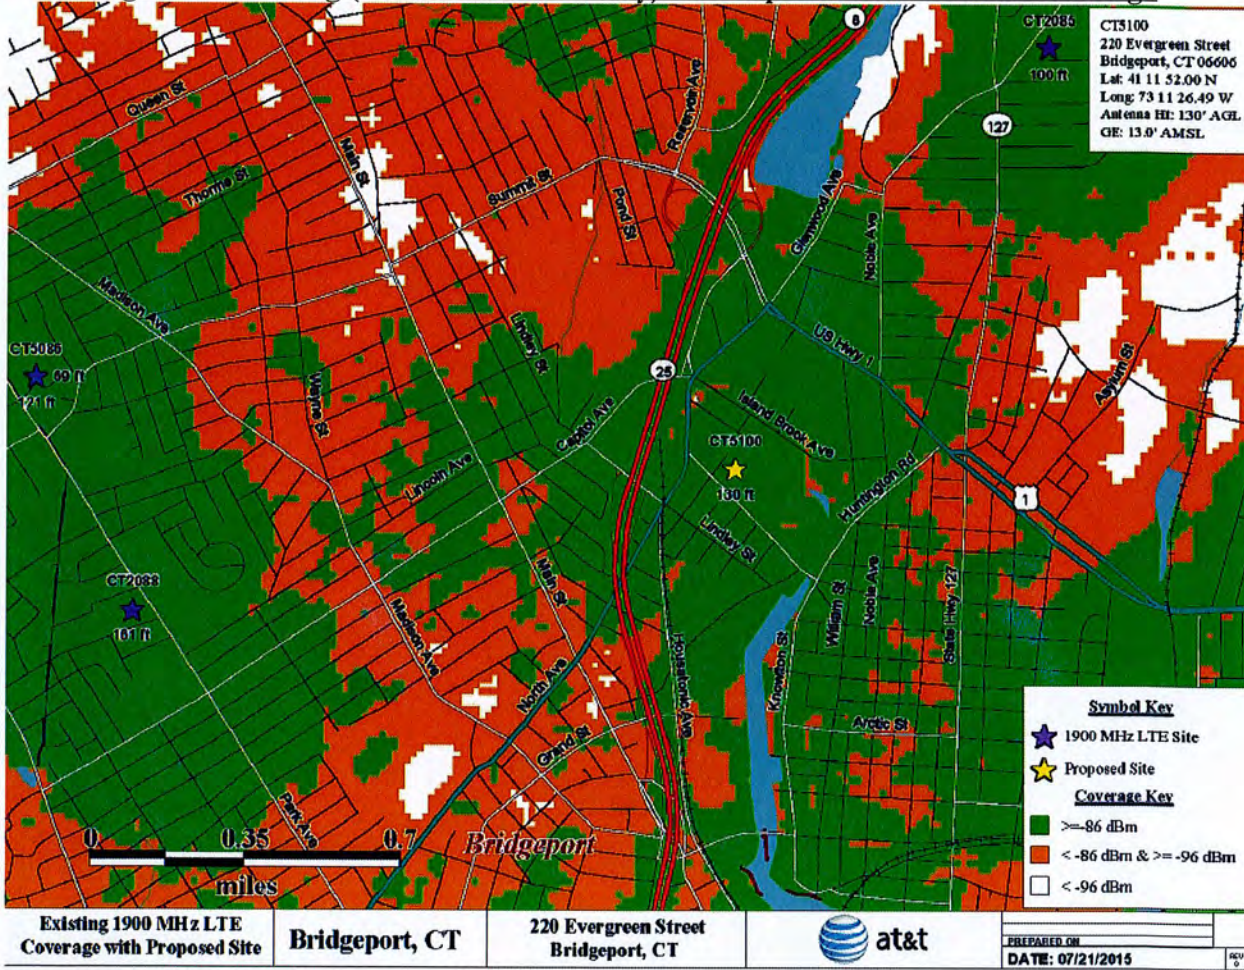 8
CT2085
100 ft
CT5100
220 Evergreen Street
Bridgeport, CT 06606
Lat: 41 11 52.00 N
Long: 73 11 26.49 W
Antenna Ht: 130' AGL
GE: 13.0' AMSL
127
Queen St
Main St
Reservoir Ave
Thorme St
Summit St
Pond St
Glenwood Ave
Noble Ave
Madison Ave
Lindley St
US Hwy 1
CT5086
69 ft
121 ft
Wayne St
25
Asylum St
Capitol Ave
Island Brook Ave
CT5100
130 ft
Lincoln Ave
Huntington Rd
1
Lindley St
CT2088
161 ft
Main St
Madison Ave
William St
Noble Ave
State Hwy 127
Housatonic Ave
Knowlton St
North Ave
Grand St
Arctic St
Park Ave
Bridgeport
0 0.35 0.7
miles
Symbol Key
1900 MHz LTE Site
Proposed Site
Coverage Key
>=-86 dBm
< -86 dBm & >= -96 dBm
< -96 dBm
Existing 1900 MHz LTE
Coverage with Proposed Site
Bridgeport, CT
220 Evergreen Street
Bridgeport, CT
at&t
PREPARED ON
DATE: 07/21/2015